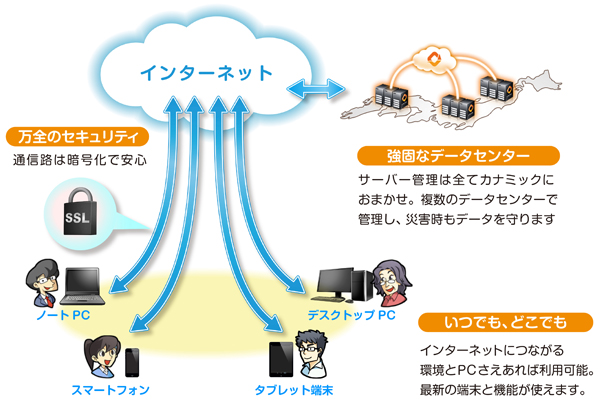 インターネット
万全のセキュリティ
通信路は暗号化で安心
SSL
強固なデータセンター
サーバー管理は全てカナミックに
おまかせ。複数のデータセンターで
管理し、災害時もデータを守ります
ノートPC
デスクトップPC
スマートフォン
タブレット端末
いつでも、どこでも
インターネットにつながる
環境とPCさえあれば利用可能。
最新の端末と機能が使えます。